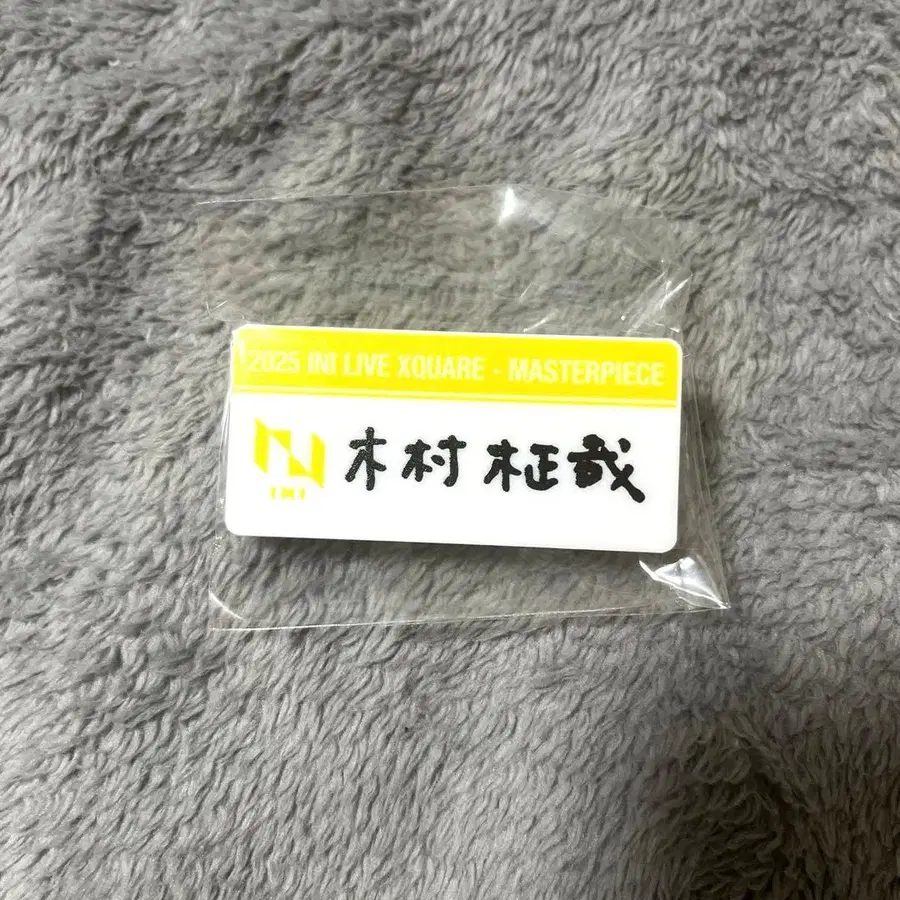 2025 INI LIVE XQUARE - MASTERPIECE
INI
木村 柾哉